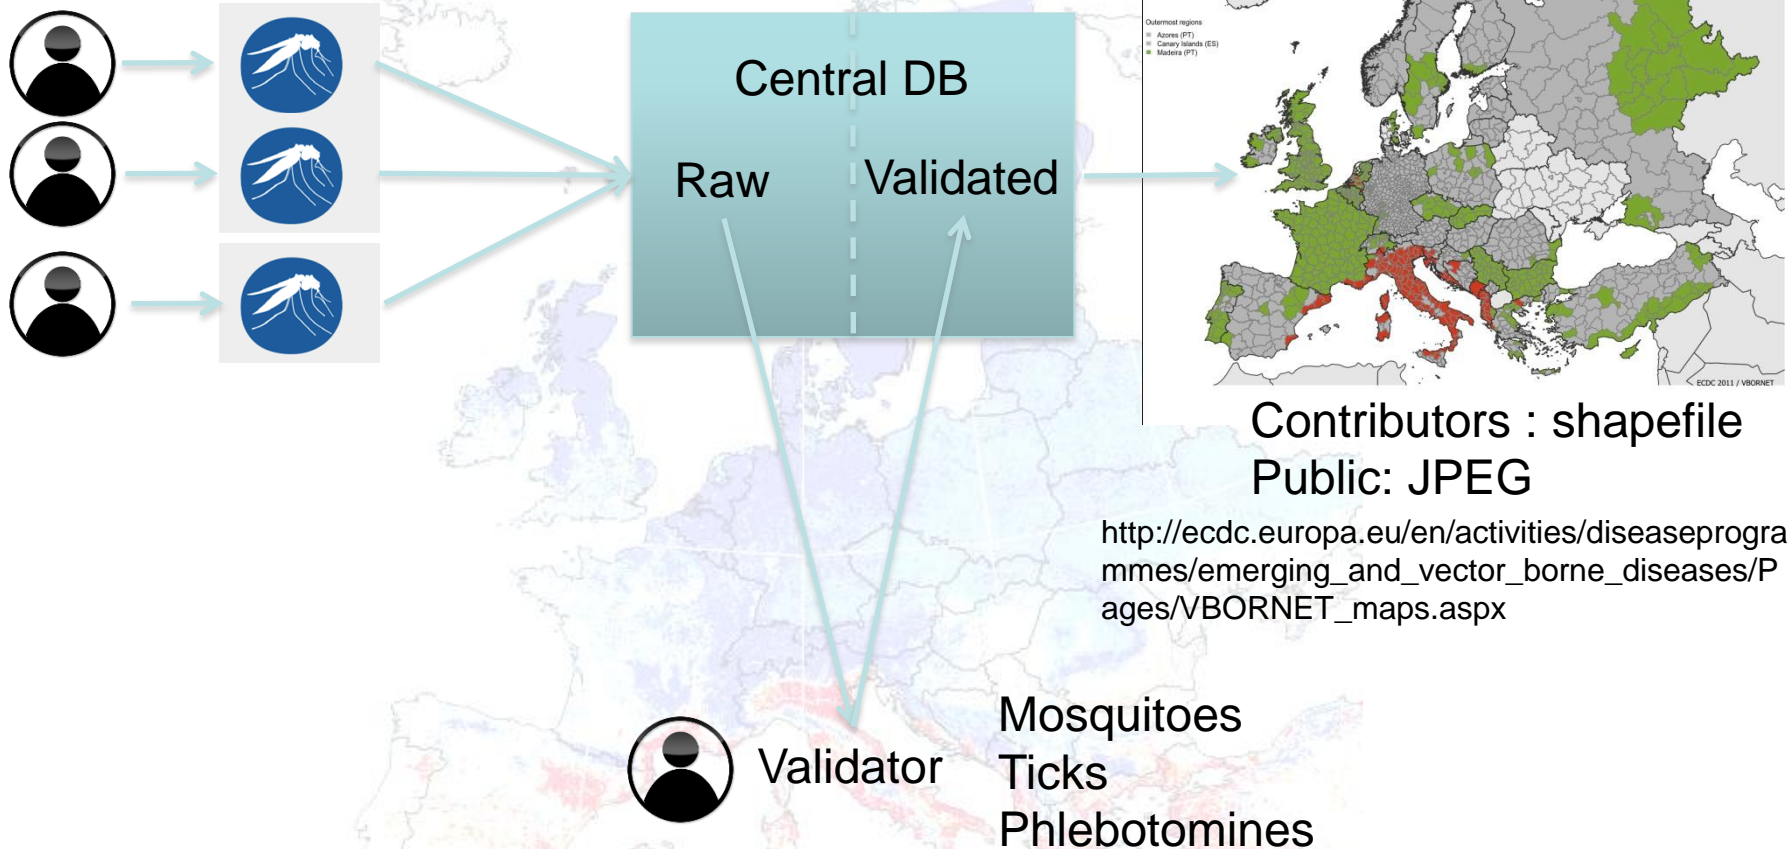 Central DB
Raw
Validated
Outermost regions
Azores (PT)
Canary Islands (ES)
Madeira (PT)
ECDC 2011 / VBORNET
Contributors : shapefile
Public: JPEG
http://ecdc.europa.eu/en/activities/diseaseprogra
mmes/emerging_and_vector_borne_diseases/P
ages/VBORNET_maps.aspx
Validator
Mosquitoes
Ticks
Phlebotomines